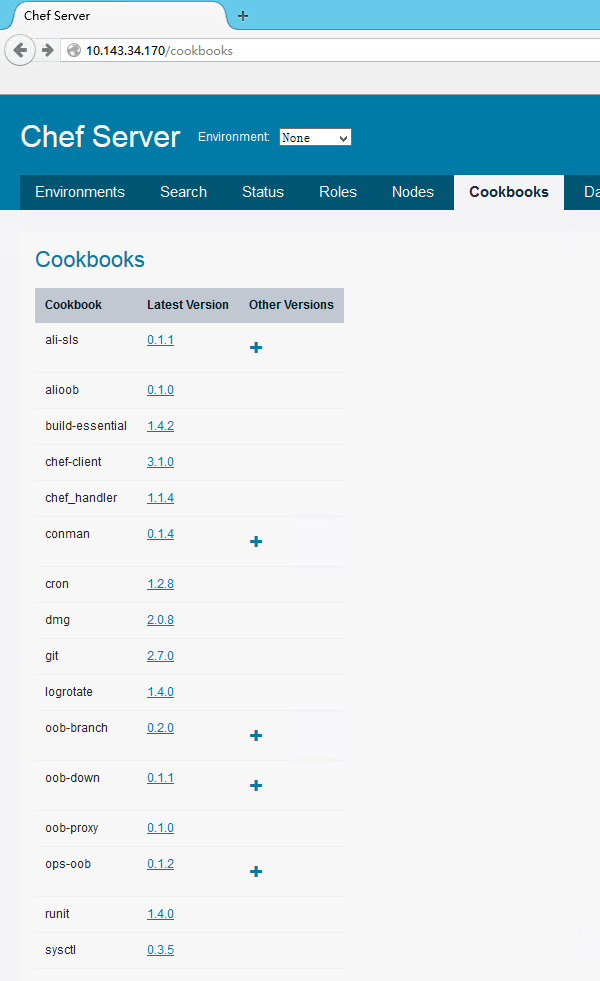 Chef Server
10.143.34.170/cookbooks
Chef Server Environment: None
Environments Search Status Roles Nodes Cookbooks Da
Cookbooks
Cookbook Latest Version Other Versions
ali-sls 0.1.1 +
alioob 0.1.0
build-essential 1.4.2
chef-client 3.1.0
chef_handler 1.1.4
conman 0.1.4 +
cron 1.2.8
dmg 2.0.8
git 2.7.0
logrotate 1.4.0
oob-branch 0.2.0 +
oob-down 0.1.1 +
oob-proxy 0.1.0
ops-oob 0.1.2 +
runit 1.4.0
sysctl 0.3.5